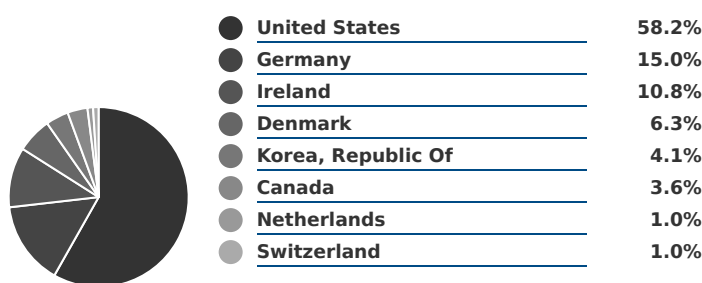 United States 58.2%
Germany 15.0%
Ireland 10.8%
Denmark 6.3%
Korea, Republic Of 4.1%
Canada 3.6%
Netherlands 1.0%
Switzerland 1.0%